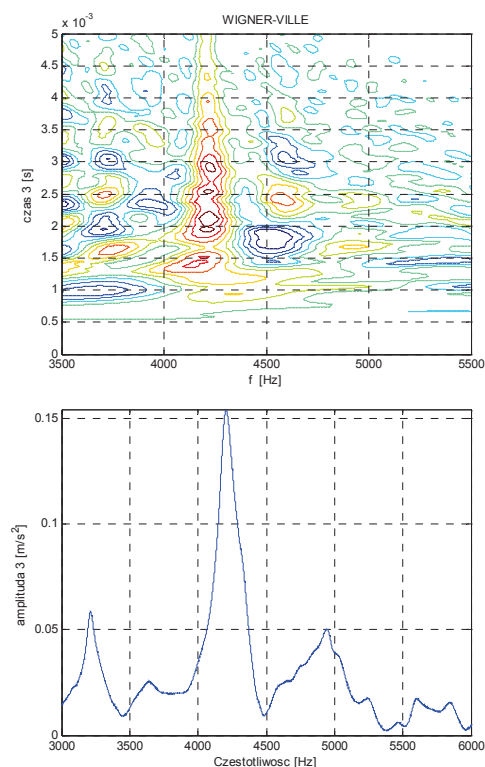 WIGNER-VILLE
x 10⁻³
5
4.5
4
3.5
3
2.5
2
1.5
1
0.5
0
czas 3 [s]
3500 4000 4500 5000 5500
f [Hz]
0.15
0.1
0.05
0
amplituda 3 [m/s²]
3000 3500 4000 4500 5000 5500 6000
Czestotliwosc [Hz]